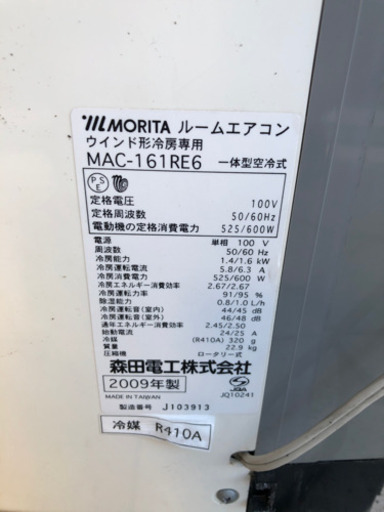 MORITA ルームエアコン
ウインド形冷房専用
MAC-161RE6 一体型空冷式
PSE
定格電圧 100V
定格周波数 50/60Hz
電動機の定格消費電力 525/600W
電源 単相 100 V
周波数 50/60 Hz
冷房能力 1.4/1.6 kW
冷房運転電流 5.8/6.3 A
冷房消費電力 525/600 W
冷房エネルギー消費効率 2.67/2.67
冷房運転力率 91/95 %
除湿能力 0.8/1.0 L/h
運転音（室内） 44/45 dB
運転音（室外） 46/48 dB
通年エネルギー消費効率 2.45/2.50
始動電流 24/25 A
冷媒 (R410A) 320 g
質量 22.9 kg
圧縮機 ロータリー式
森田電工株式会社
2009年製
MADE IN TAIWAN
JQA
JQ10241
製造番号 J103913
冷媒 R410A